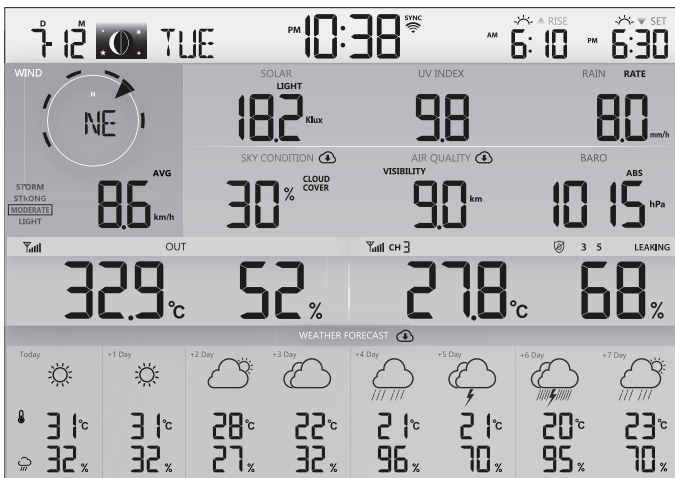 D M
7-12 TUE PM 10:38 SYNC AM RISE 6:10 PM SET 6:30
WIND
N
NE
STORM
STRONG
MODERATE
LIGHT
AVG
8.6 km/h
SOLAR
LIGHT
18.2 Klux
UV INDEX
9.8
RAIN RATE
8.0 mm/h
SKY CONDITION
30 % CLOUD
COVER
AIR QUALITY
VISIBILITY
9.0 km
BARO
ABS
1015 hPa
OUT
32.9 °C 52 %
CH 3 3 5 LEAKING
27.8 °C 68 %
WEATHER FORECAST
Today +1 Day +2 Day +3 Day +4 Day +5 Day +6 Day +7 Day
31°C 31°C 28°C 22°C 21°C 21°C 20°C 23°C
32% 32% 27% 32% 96% 70% 95% 70%